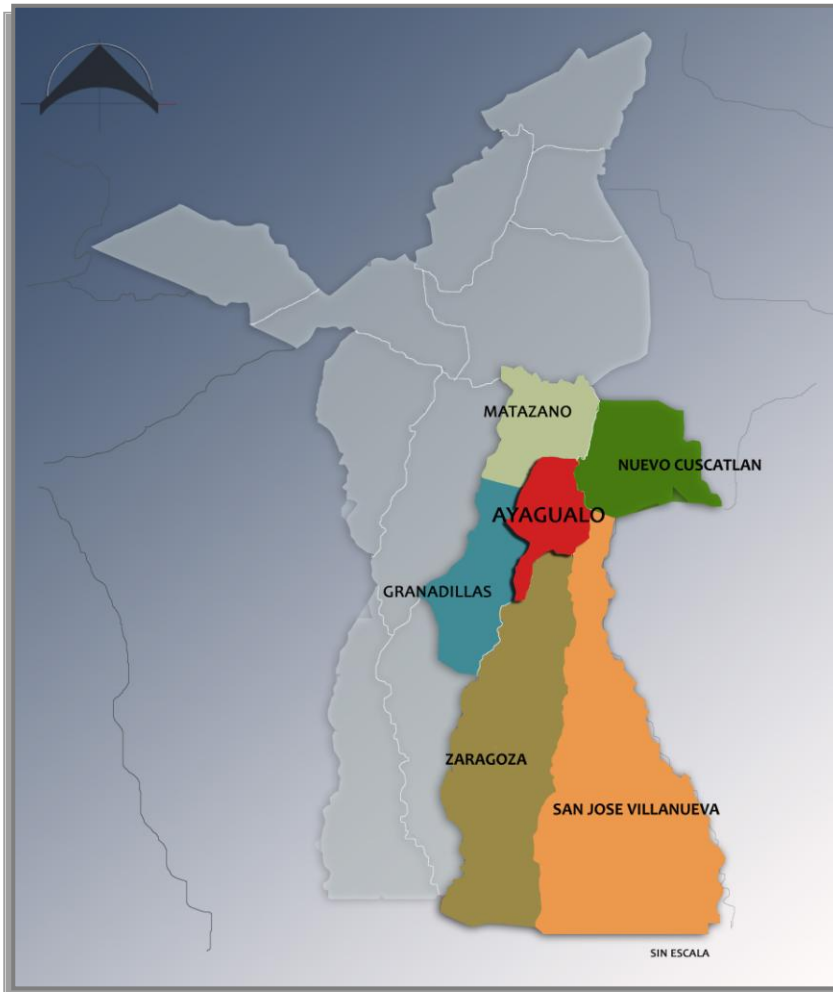 MATAZANO
NUEVO CUSCATLAN
AYAGUALO
GRANADILLAS
ZARAGOZA
SAN JOSE VILLANUEVA
SIN ESCALA